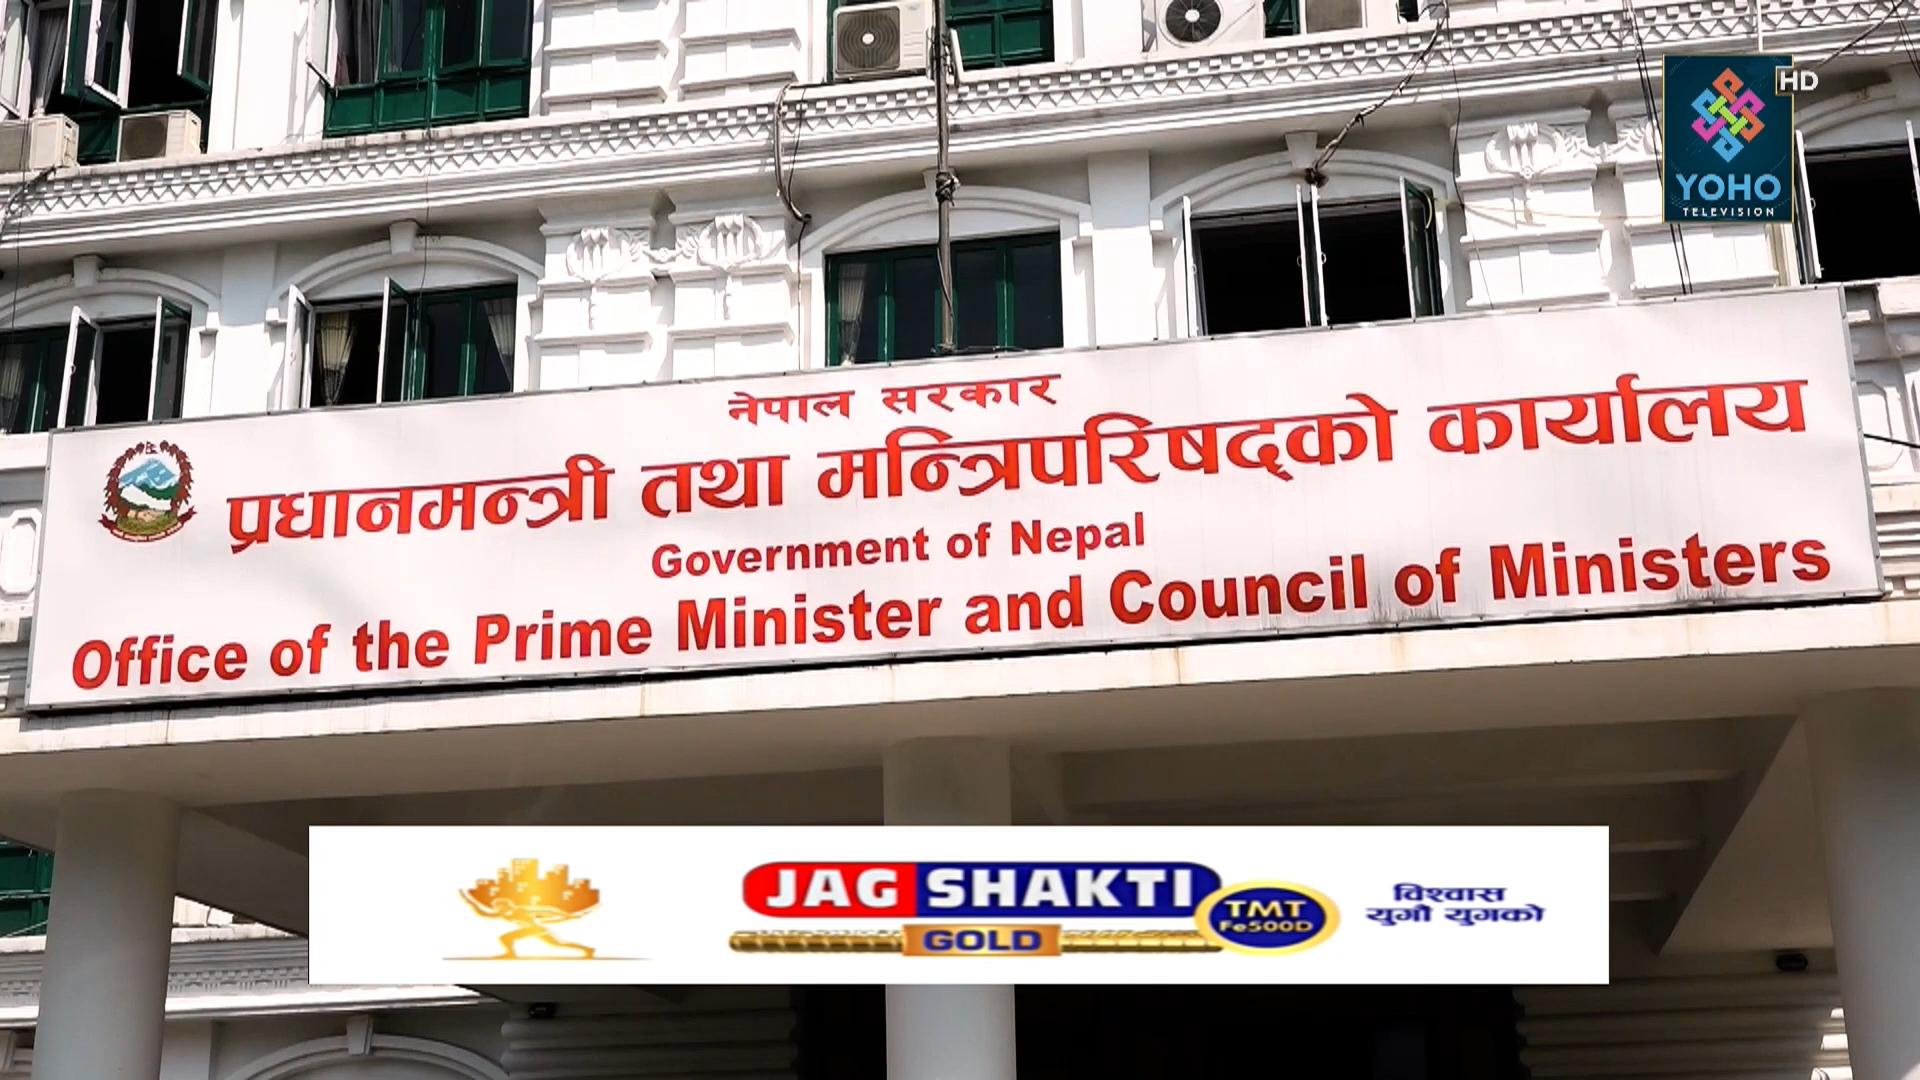 HD
YOHO
TELEVISION
नेपाल सरकार
प्रधानमन्त्री तथा मन्त्रिपरिषद्को कार्यालय
Government of Nepal
Office of the Prime Minister and Council of Ministers
JAG SHAKTI
GOLD
TMT
Fe500D
विश्वास
युगौं युगको